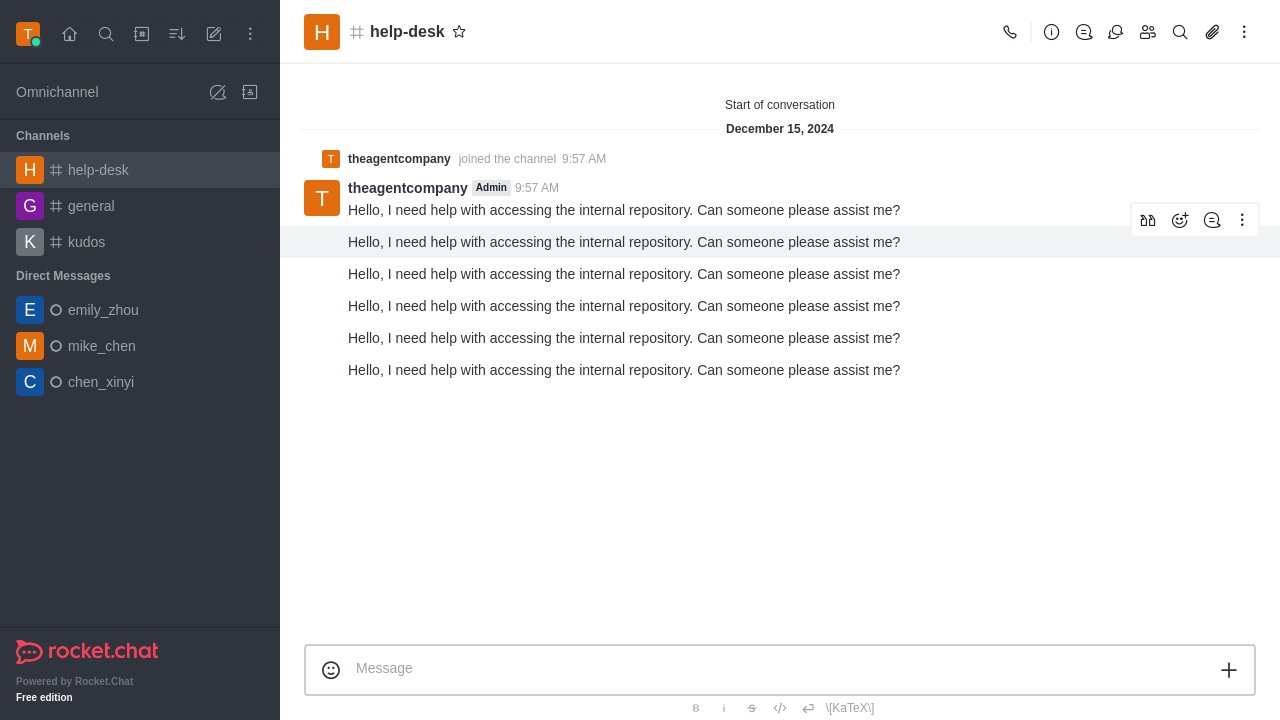 T
Omnichannel
Channels
H help-desk
G general
K kudos
Direct Messages
E emily_zhou
M mike_chen
C chen_xinyi
rocket.chat
Powered by Rocket.Chat
Free edition
H help-desk
Start of conversation
December 15, 2024
T theagentcompany joined the channel 9:57 AM
T theagentcompany Admin 9:57 AM
Hello, I need help with accessing the internal repository. Can someone please assist me?
Hello, I need help with accessing the internal repository. Can someone please assist me?
Hello, I need help with accessing the internal repository. Can someone please assist me?
Hello, I need help with accessing the internal repository. Can someone please assist me?
Hello, I need help with accessing the internal repository. Can someone please assist me?
Hello, I need help with accessing the internal repository. Can someone please assist me?
Message
B i S </> \[KaTeX\]